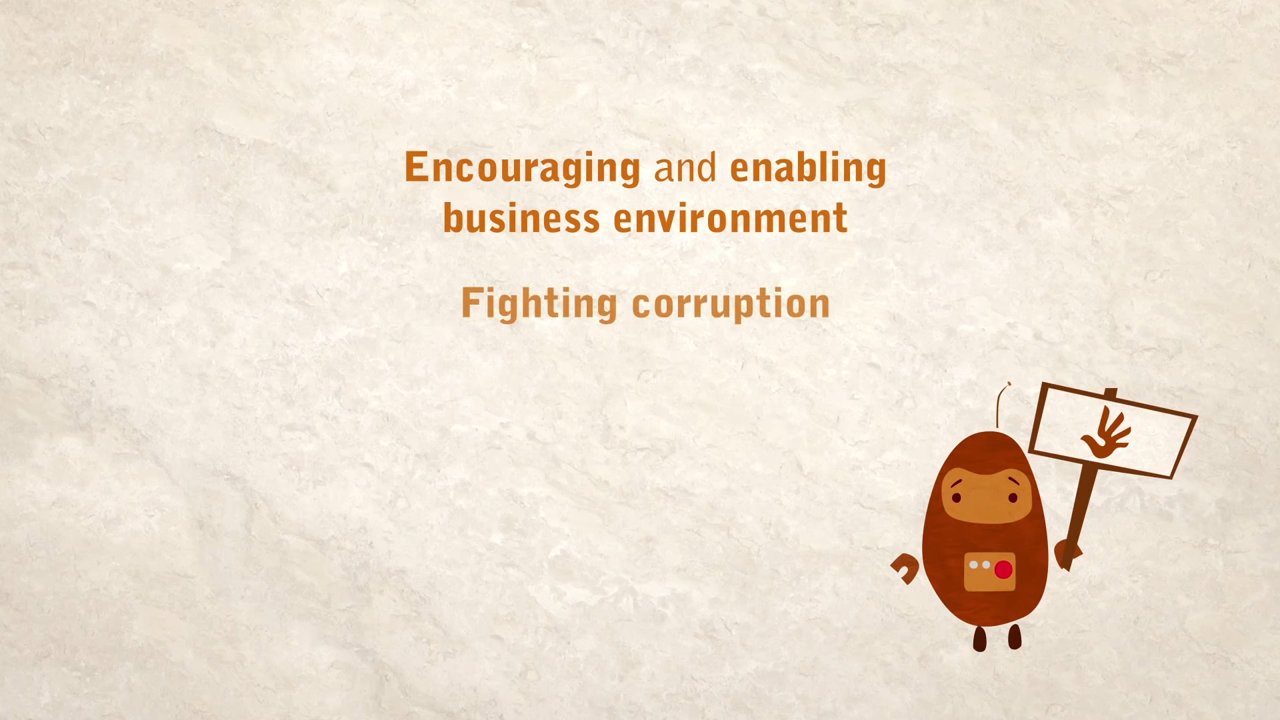 Encouraging and enabling
business environment
Fighting corruption